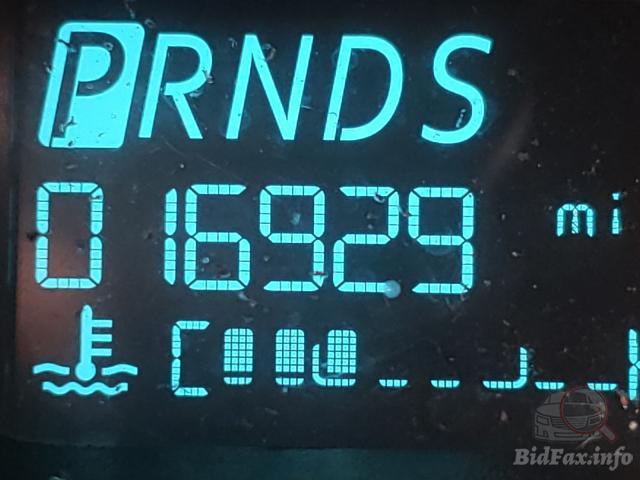 PRNDS
016929 mi
C
BidFax.info